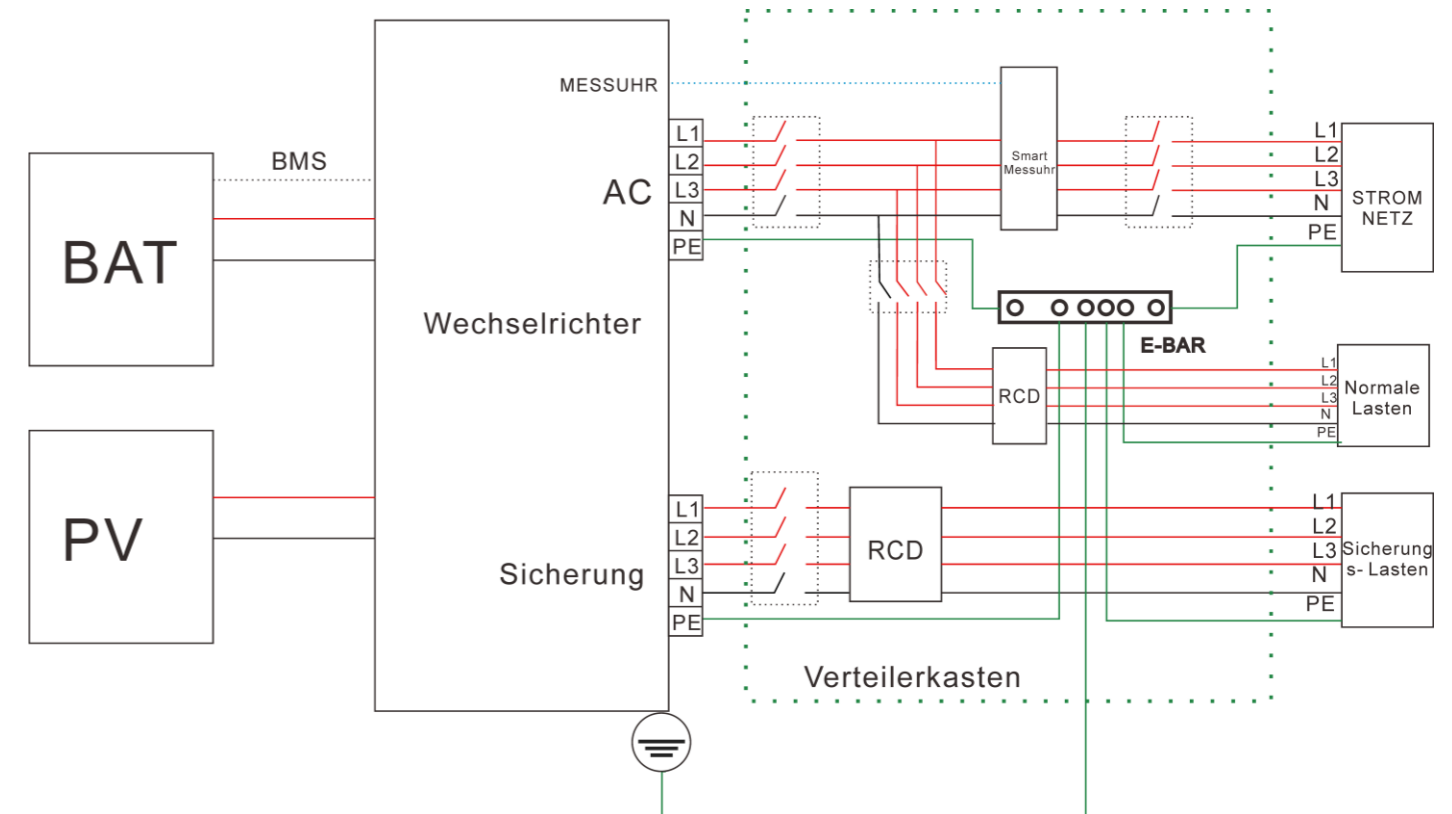 MESSUHR
L1
L2
L3
N
PE
AC
BMS
BAT
Wechselrichter
Smart
Messuhr
L1
L2
L3
N
PE
STROM
NETZ
E-BAR
RCD
L1
L2
L3
N
PE
Normale
Lasten
PV
Sicherung
L1
L2
L3
N
PE
RCD
L1
L2
L3
N
PE
Sicherung
s- Lasten
Verteilerkasten